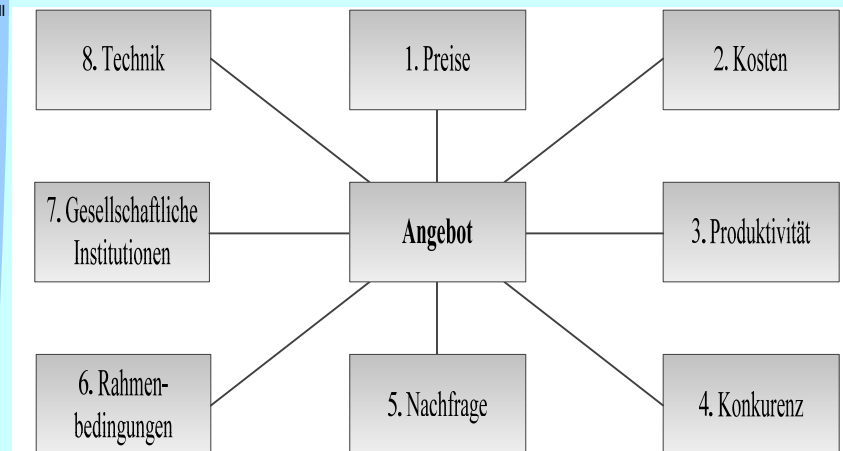 8. Technik
1. Preise
2. Kosten
7. Gesellschaftliche
Institutionen
Angebot
3. Produktivität
6. Rahmen-
bedingungen
5. Nachfrage
4. Konkurenz